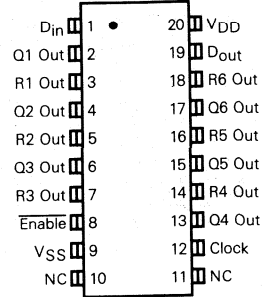 Din 1 20 VDD
Q1 Out 2 19 Dout
R1 Out 3 18 R6 Out
Q2 Out 4 17 Q6 Out
R2 Out 5 16 R5 Out
Q3 Out 6 15 Q5 Out
R3 Out 7 14 R4 Out
Enable 8 13 Q4 Out
VSS 9 12 Clock
NC 10 11 NC